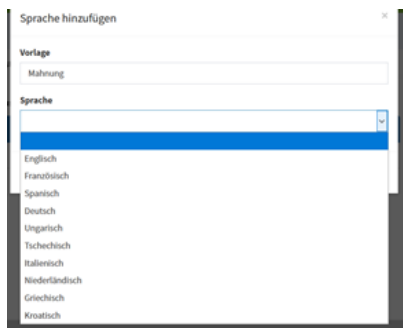 Sprache hinzufügen
×
Vorlage
Mahnung
Sprache
Englisch
Französisch
Spanisch
Deutsch
Ungarisch
Tschechisch
Italienisch
Niederländisch
Griechisch
Kroatisch